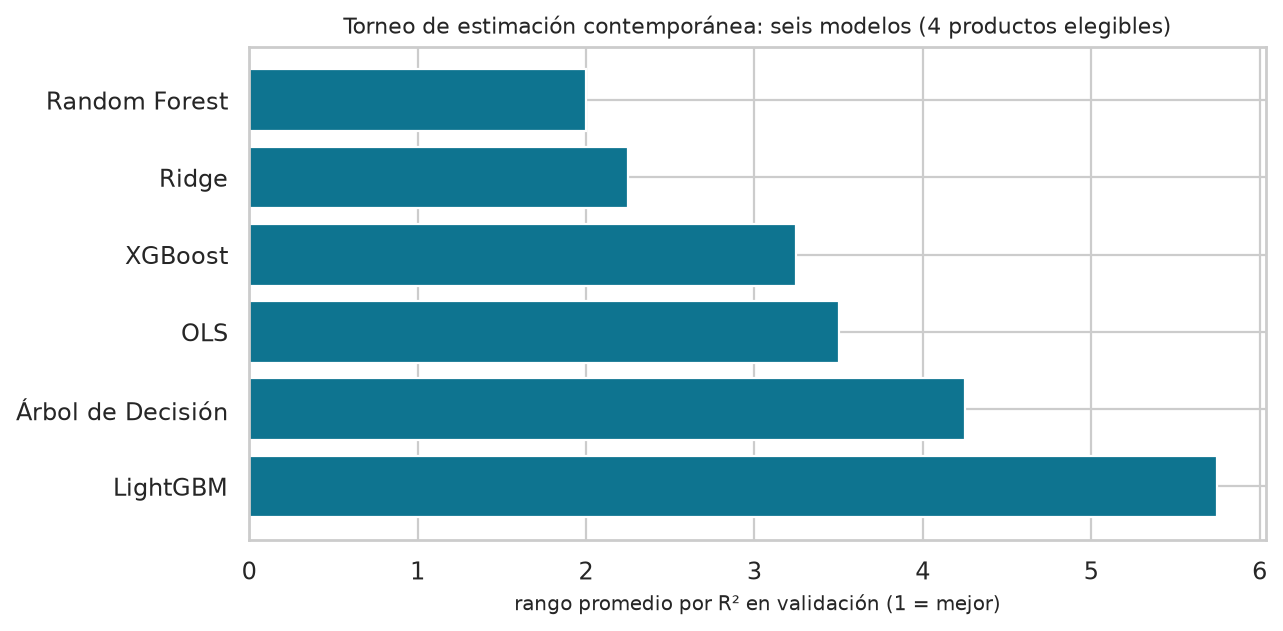 Torneo de estimación contemporánea: seis modelos (4 productos elegibles)
Random Forest
Ridge
XGBoost
OLS
Árbol de Decisión
LightGBM
0 1 2 3 4 5 6
rango promedio por R² en validación (1 = mejor)